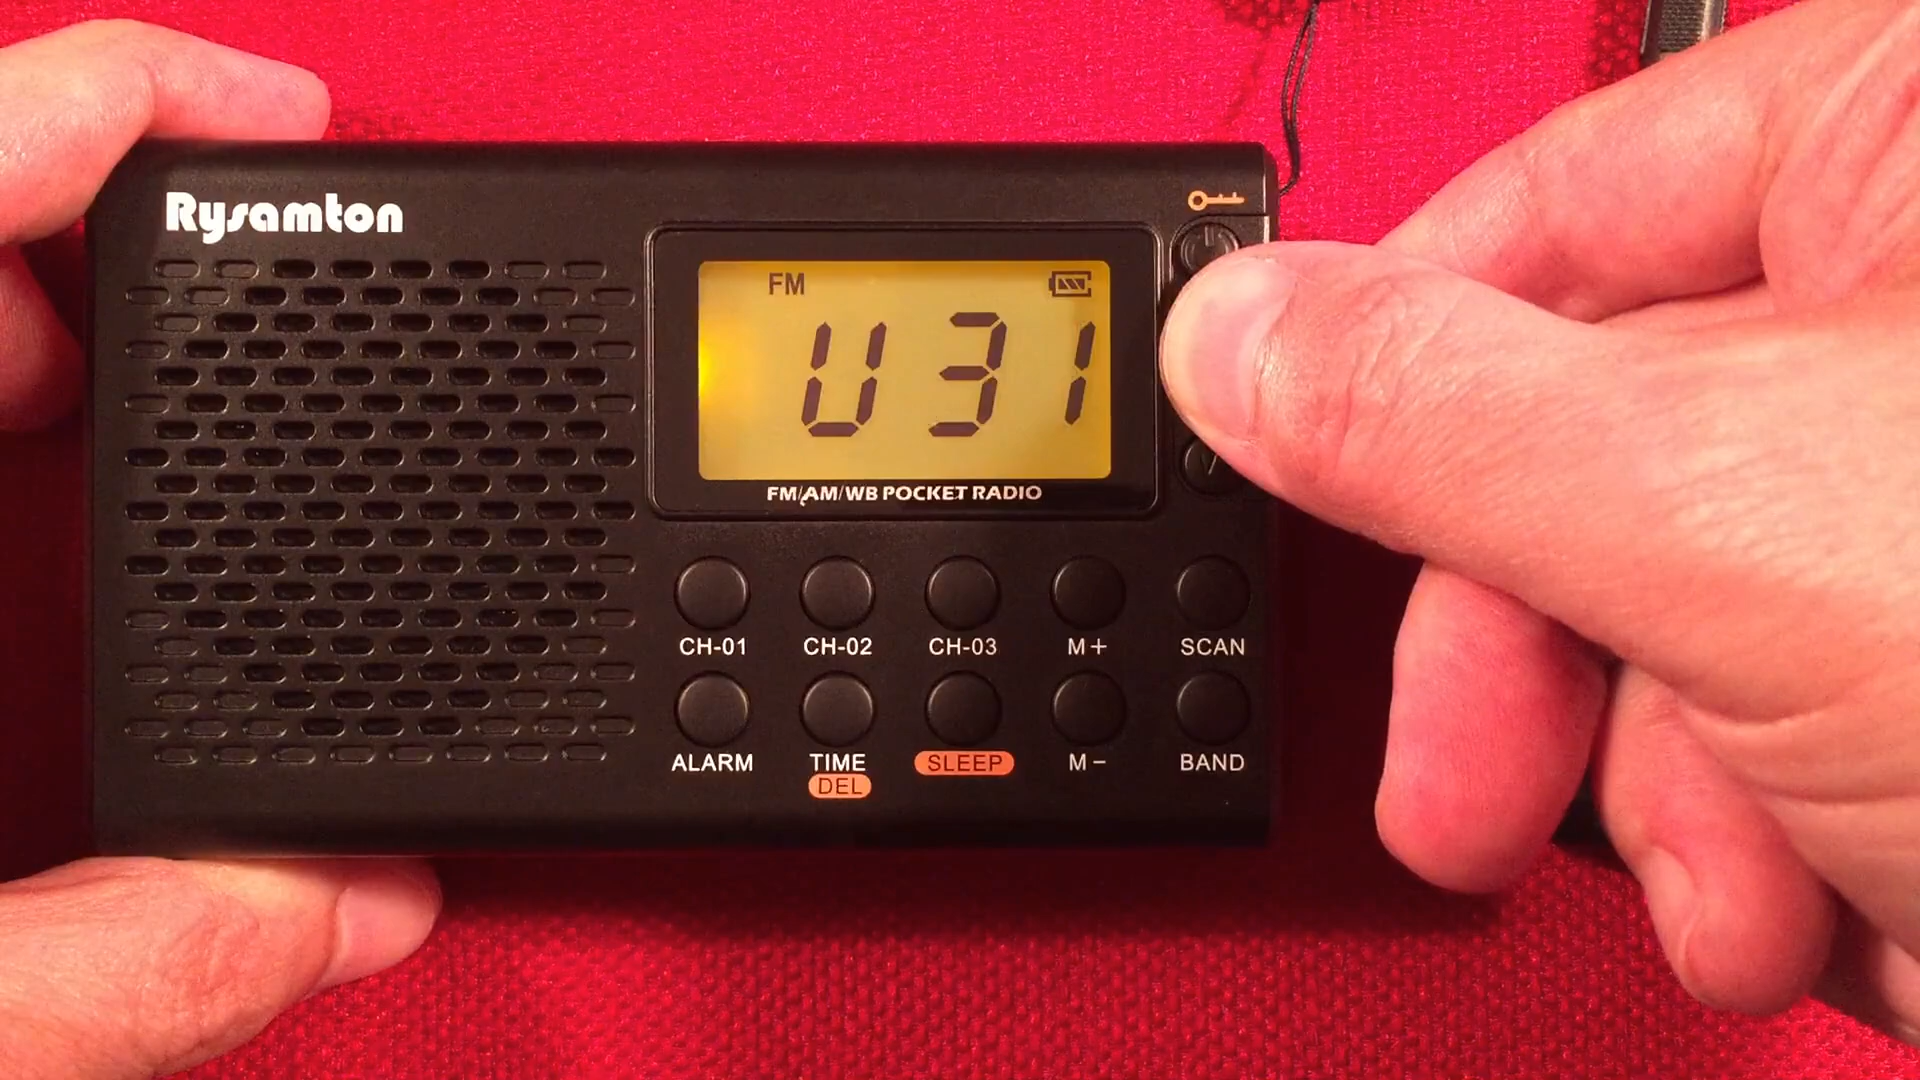 Rysamton
FM
U31
FM/AM/WB POCKET RADIO
CH-01 CH-02 CH-03 M+ SCAN
ALARM TIME SLEEP M- BAND
DEL